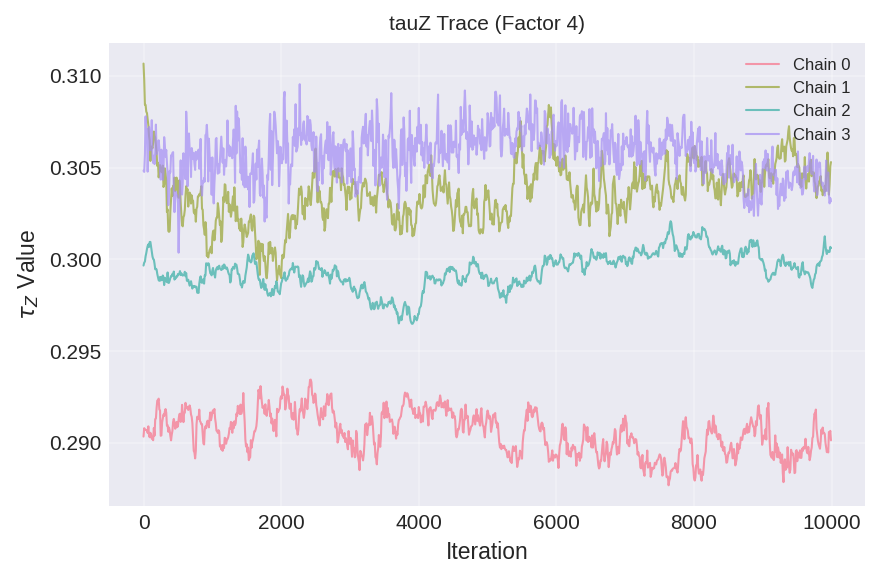 tauZ Trace (Factor 4)
Chain 0
Chain 1
Chain 2
Chain 3
0.310
0.305
0.300
0.295
0.290
τZ Value
0 2000 4000 6000 8000 10000
Iteration